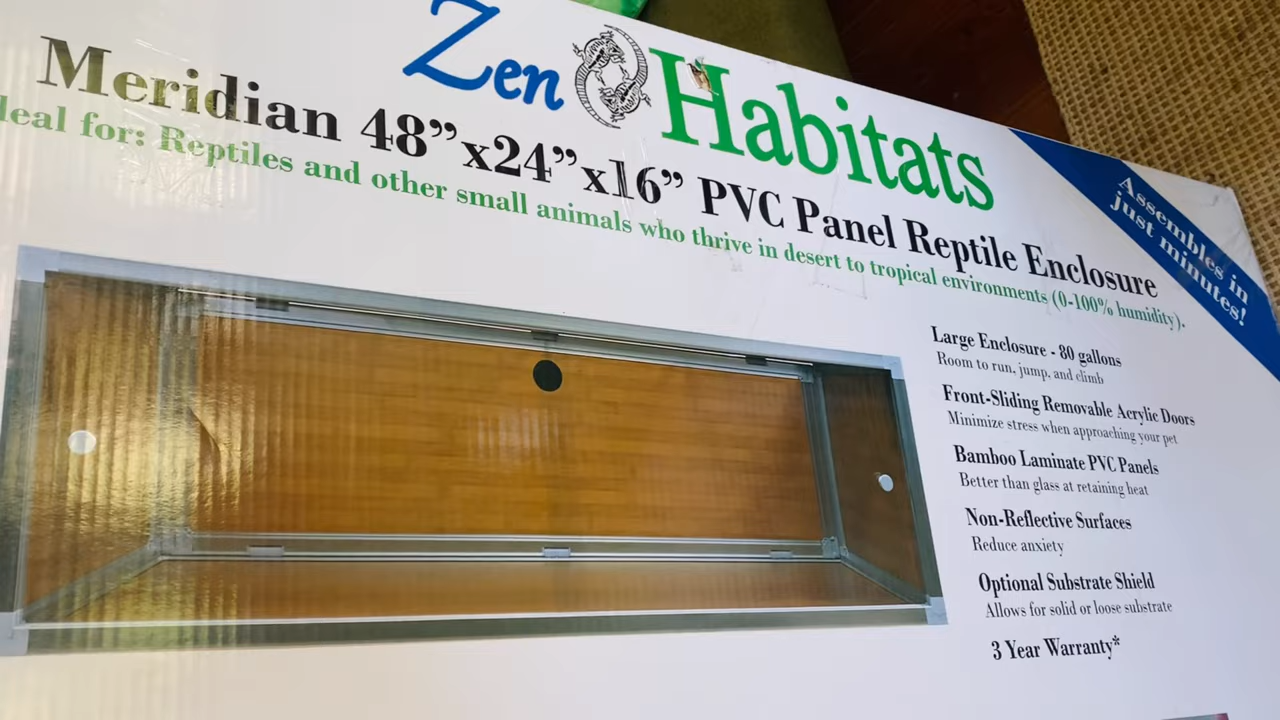 Zen Habitats
Meridian 48”x24”x16” PVC Panel Reptile Enclosure
deal for: Reptiles and other small animals who thrive in desert to tropical environments (0-100% humidity).
Assembles in
just minutes!
Large Enclosure - 80 gallons
Room to run, jump, and climb
Front-Sliding Removable Acrylic Doors
Minimize stress when approaching your pet
Bamboo Laminate PVC Panels
Better than glass at retaining heat
Non-Reflective Surfaces
Reduce anxiety
Optional Substrate Shield
Allows for solid or loose substrate
3 Year Warranty*